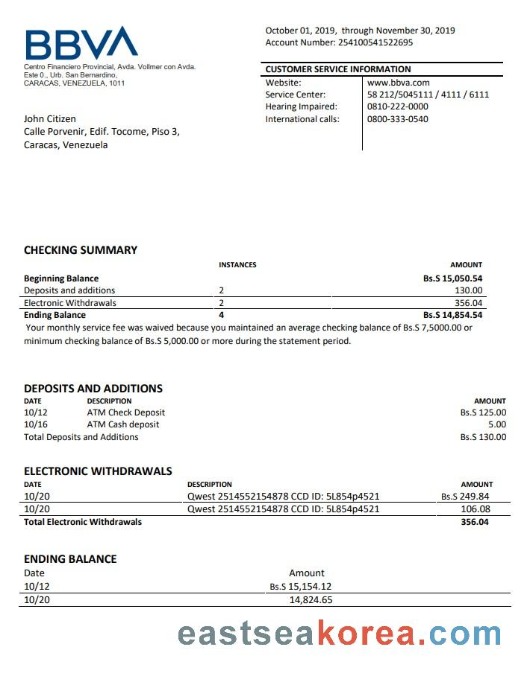 BBVA
Centro Financiero Provincial, Avda. Vollmer con Avda.
Este 0., Urb. San Bernardino,
CARACAS, VENEZUELA, 1011
October 01, 2019, through November 30, 2019
Account Number: 254100541522695
CUSTOMER SERVICE INFORMATION
Website: www.bbva.com
Service Center: 58 212/5045111 / 4111 / 6111
Hearing Impaired: 0810-222-0000
International calls: 0800-333-0540
John Citizen
Calle Porvenir, Edif. Tocome, Piso 3,
Caracas, Venezuela
CHECKING SUMMARY
INSTANCES AMOUNT
Beginning Balance Bs.S 15,050.54
Deposits and additions 2 130.00
Electronic Withdrawals 2 356.04
Ending Balance 4 Bs.S 14,854.54
Your monthly service fee was waived because you maintained an average checking balance of Bs.S 7,5000.00 or
minimum checking balance of Bs.S 5,000.00 or more during the statement period.
DEPOSITS AND ADDITIONS
DATE DESCRIPTION AMOUNT
10/12 ATM Check Deposit Bs.S 125.00
10/16 ATM Cash deposit 5.00
Total Deposits and Additions Bs.S 130.00
ELECTRONIC WITHDRAWALS
DATE DESCRIPTION AMOUNT
10/20 Qwest 2514552154878 CCD ID: 5L854p4521 Bs.S 249.84
10/20 Qwest 2514552154878 CCD ID: 5L854p4521 106.08
Total Electronic Withdrawals 356.04
ENDING BALANCE
Date Amount
10/12 Bs.S 15,154.12
10/20 14,824.65
eastseakorea.com